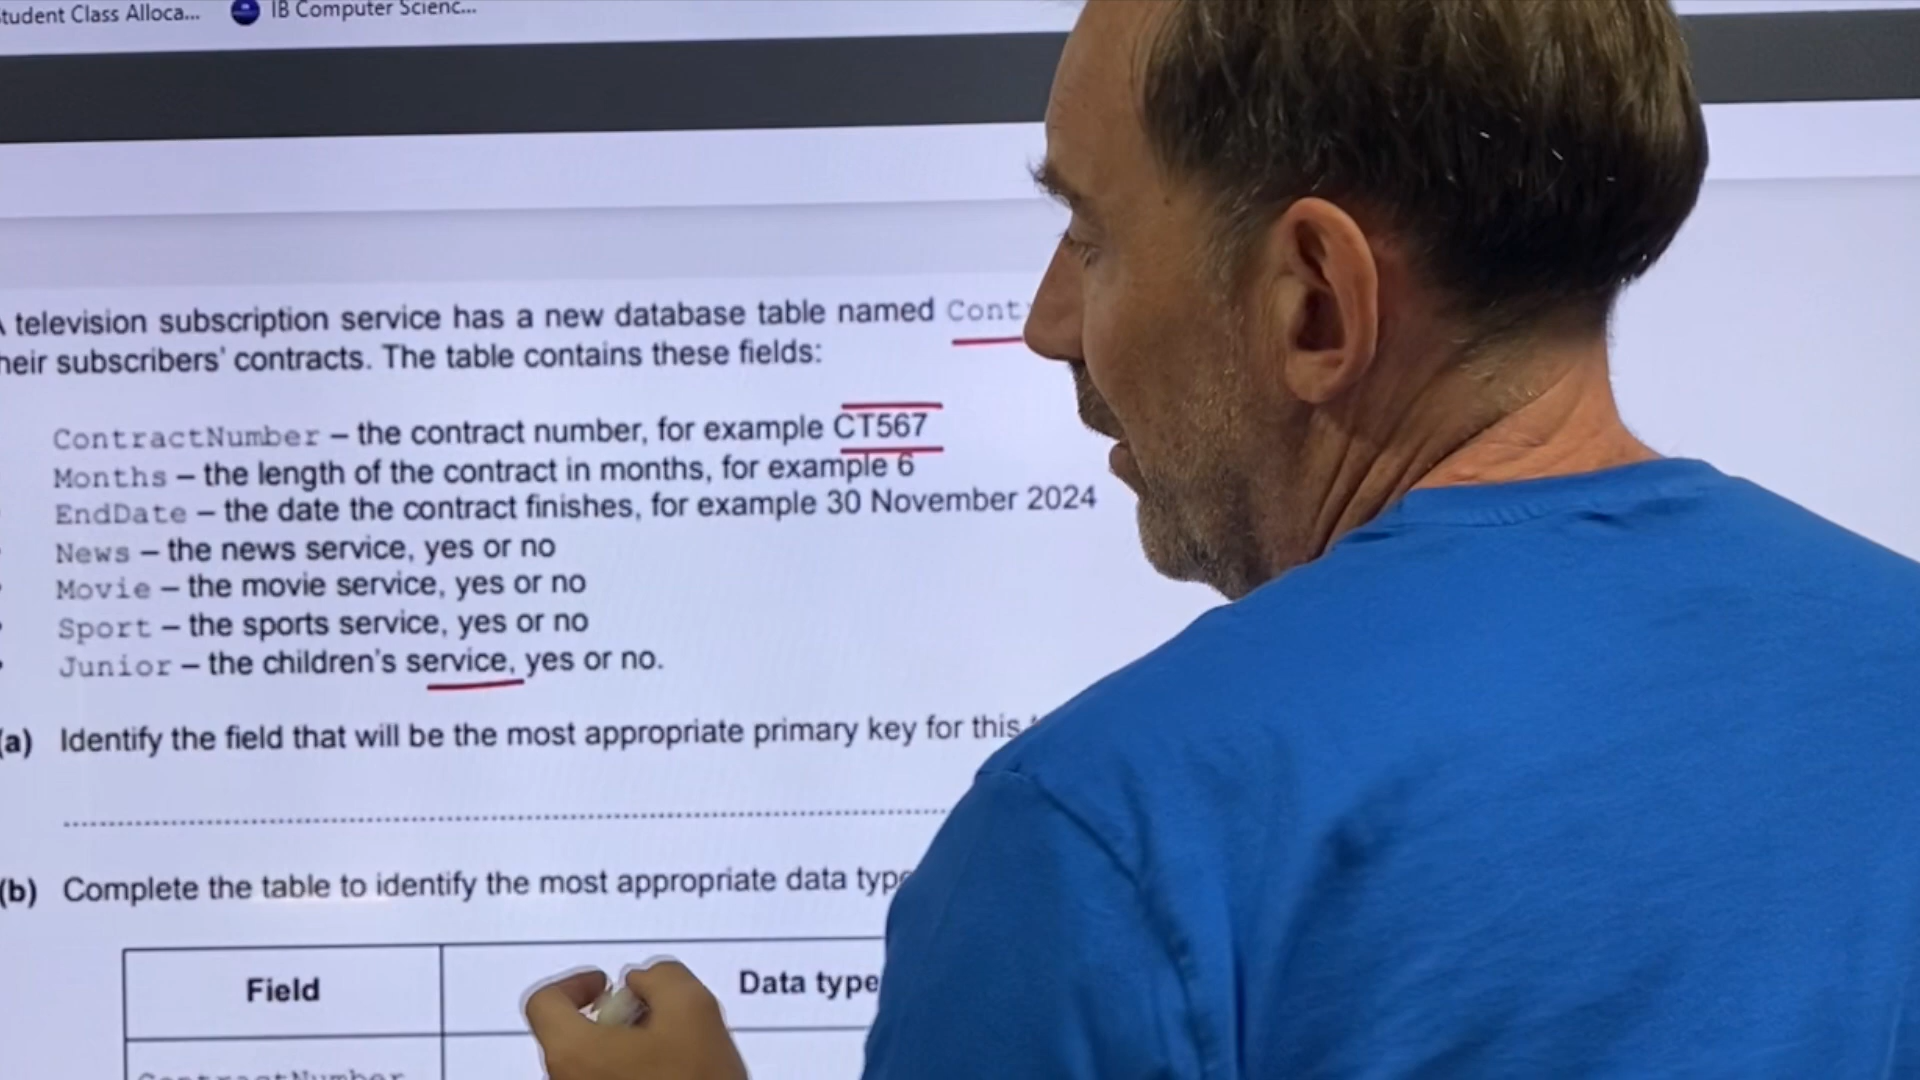 Student Class Alloca... IB Computer Scienc...
A television subscription service has a new database table named
their subscribers' contracts. The table contains these fields:
ContractNumber – the contract number, for example CT567
Months – the length of the contract in months, for example 6
EndDate – the date the contract finishes, for example 30 November 2024
News – the news service, yes or no
Movie – the movie service, yes or no
Sport – the sports service, yes or no
Junior – the children's service, yes or no.
(a) Identify the field that will be the most appropriate primary key for this
(b) Complete the table to identify the most appropriate data type
Field Data type
ContractNumber